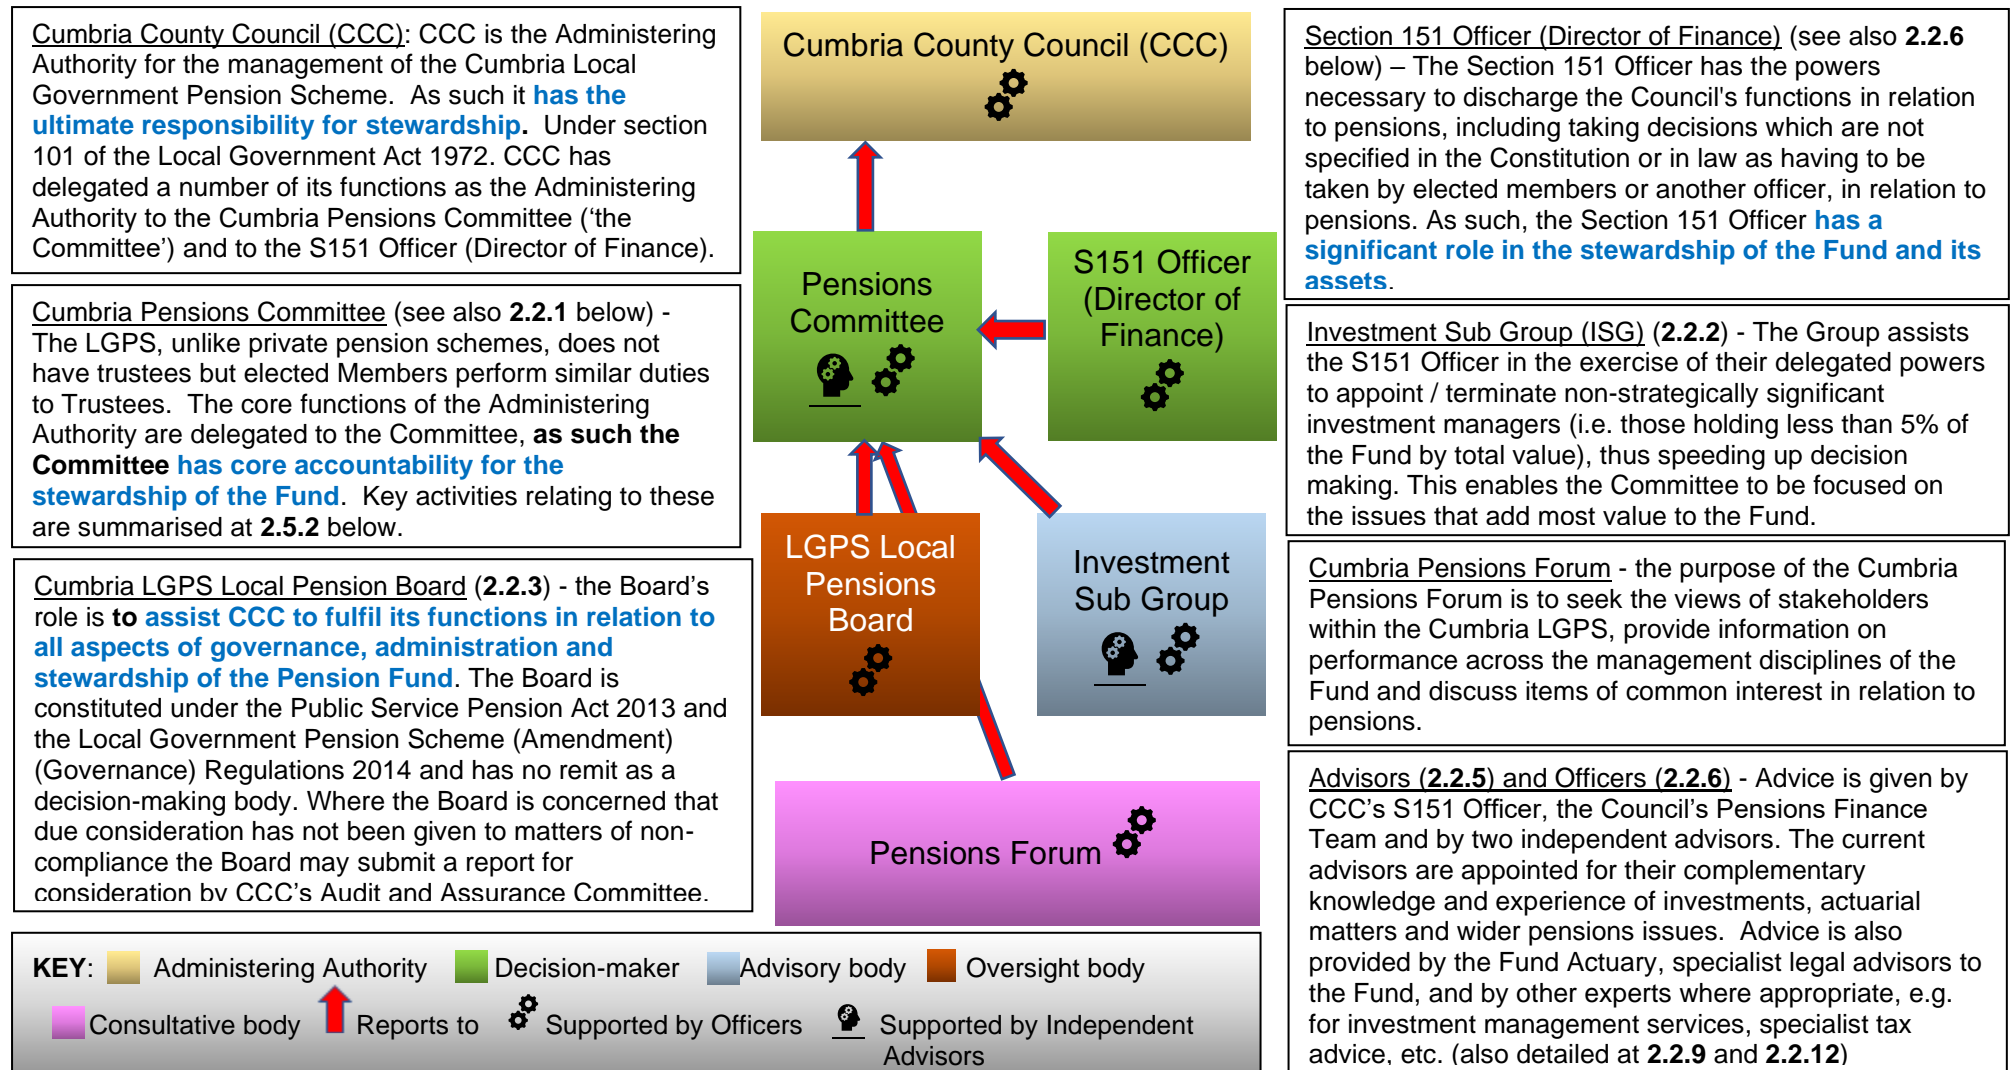 Cumbria County Council (CCC): CCC is the Administering
Authority for the management of the Cumbria Local
Government Pension Scheme. As such it has the
ultimate responsibility for stewardship. Under section
101 of the Local Government Act 1972. CCC has
delegated a number of its functions as the Administering
Authority to the Cumbria Pensions Committee (‘the
Committee’) and to the S151 Officer (Director of Finance).
Cumbria Pensions Committee (see also 2.2.1 below) -
The LGPS, unlike private pension schemes, does not
have trustees but elected Members perform similar duties
to Trustees. The core functions of the Administering
Authority are delegated to the Committee, as such the
Committee has core accountability for the
stewardship of the Fund. Key activities relating to these
are summarised at 2.5.2 below.
Cumbria LGPS Local Pension Board (2.2.3) - the Board’s
role is to assist CCC to fulfil its functions in relation to
all aspects of governance, administration and
stewardship of the Pension Fund. The Board is
constituted under the Public Service Pension Act 2013 and
the Local Government Pension Scheme (Amendment)
(Governance) Regulations 2014 and has no remit as a
decision-making body. Where the Board is concerned that
due consideration has not been given to matters of non-
compliance the Board may submit a report for
consideration by CCC’s Audit and Assurance Committee.
Cumbria County Council (CCC)
Pensions
Committee
S151 Officer
(Director of
Finance)
LGPS Local
Pensions
Board
Investment
Sub Group
Pensions Forum
Section 151 Officer (Director of Finance) (see also 2.2.6
below) – The Section 151 Officer has the powers
necessary to discharge the Council's functions in relation
to pensions, including taking decisions which are not
specified in the Constitution or in law as having to be
taken by elected members or another officer, in relation to
pensions. As such, the Section 151 Officer has a
significant role in the stewardship of the Fund and its
assets.
Investment Sub Group (ISG) (2.2.2) - The Group assists
the S151 Officer in the exercise of their delegated powers
to appoint / terminate non-strategically significant
investment managers (i.e. those holding less than 5% of
the Fund by total value), thus speeding up decision
making. This enables the Committee to be focused on
the issues that add most value to the Fund.
Cumbria Pensions Forum - the purpose of the Cumbria
Pensions Forum is to seek the views of stakeholders
within the Cumbria LGPS, provide information on
performance across the management disciplines of the
Fund and discuss items of common interest in relation to
pensions.
Advisors (2.2.5) and Officers (2.2.6) - Advice is given by
CCC’s S151 Officer, the Council’s Pensions Finance
Team and by two independent advisors. The current
advisors are appointed for their complementary
knowledge and experience of investments, actuarial
matters and wider pensions issues. Advice is also
provided by the Fund Actuary, specialist legal advisors to
the Fund, and by other experts where appropriate, e.g.
for investment management services, specialist tax
advice, etc. (also detailed at 2.2.9 and 2.2.12)
KEY: Administering Authority Decision-maker Advisory body Oversight body
Consultative body Reports to Supported by Officers Supported by Independent
Advisors